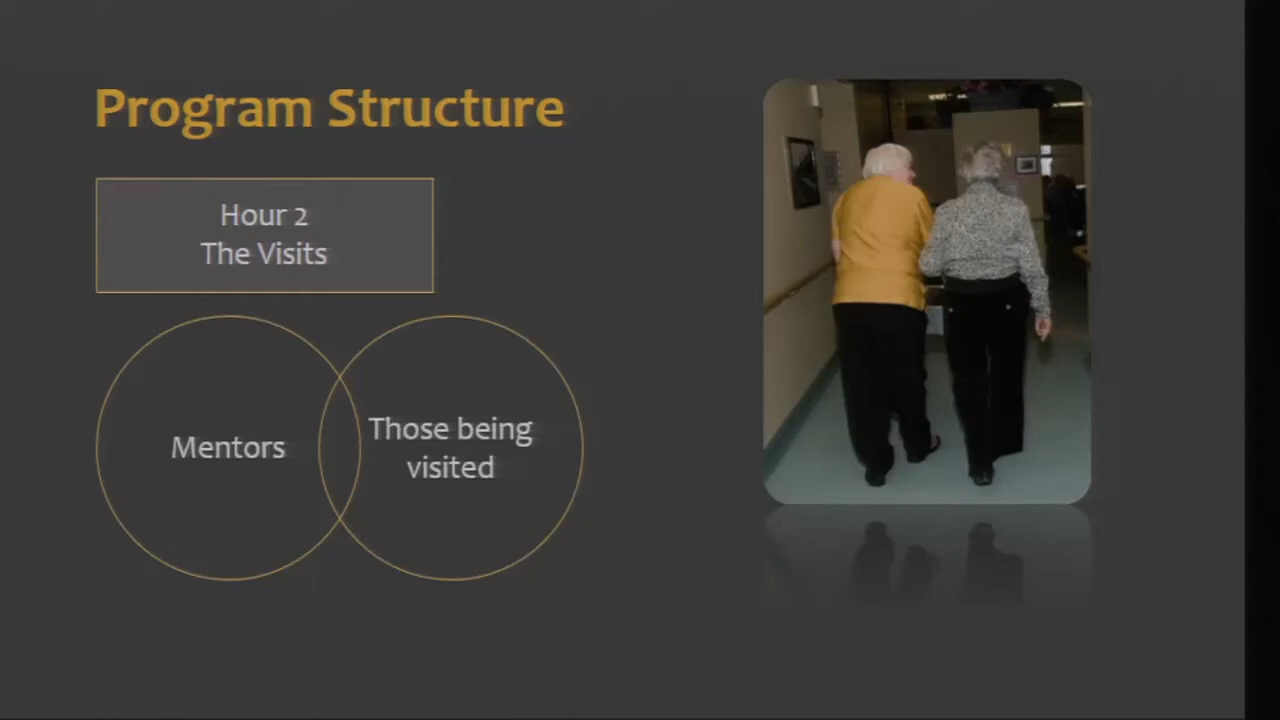 Program Structure
Hour 2
The Visits
Mentors
Those being
visited